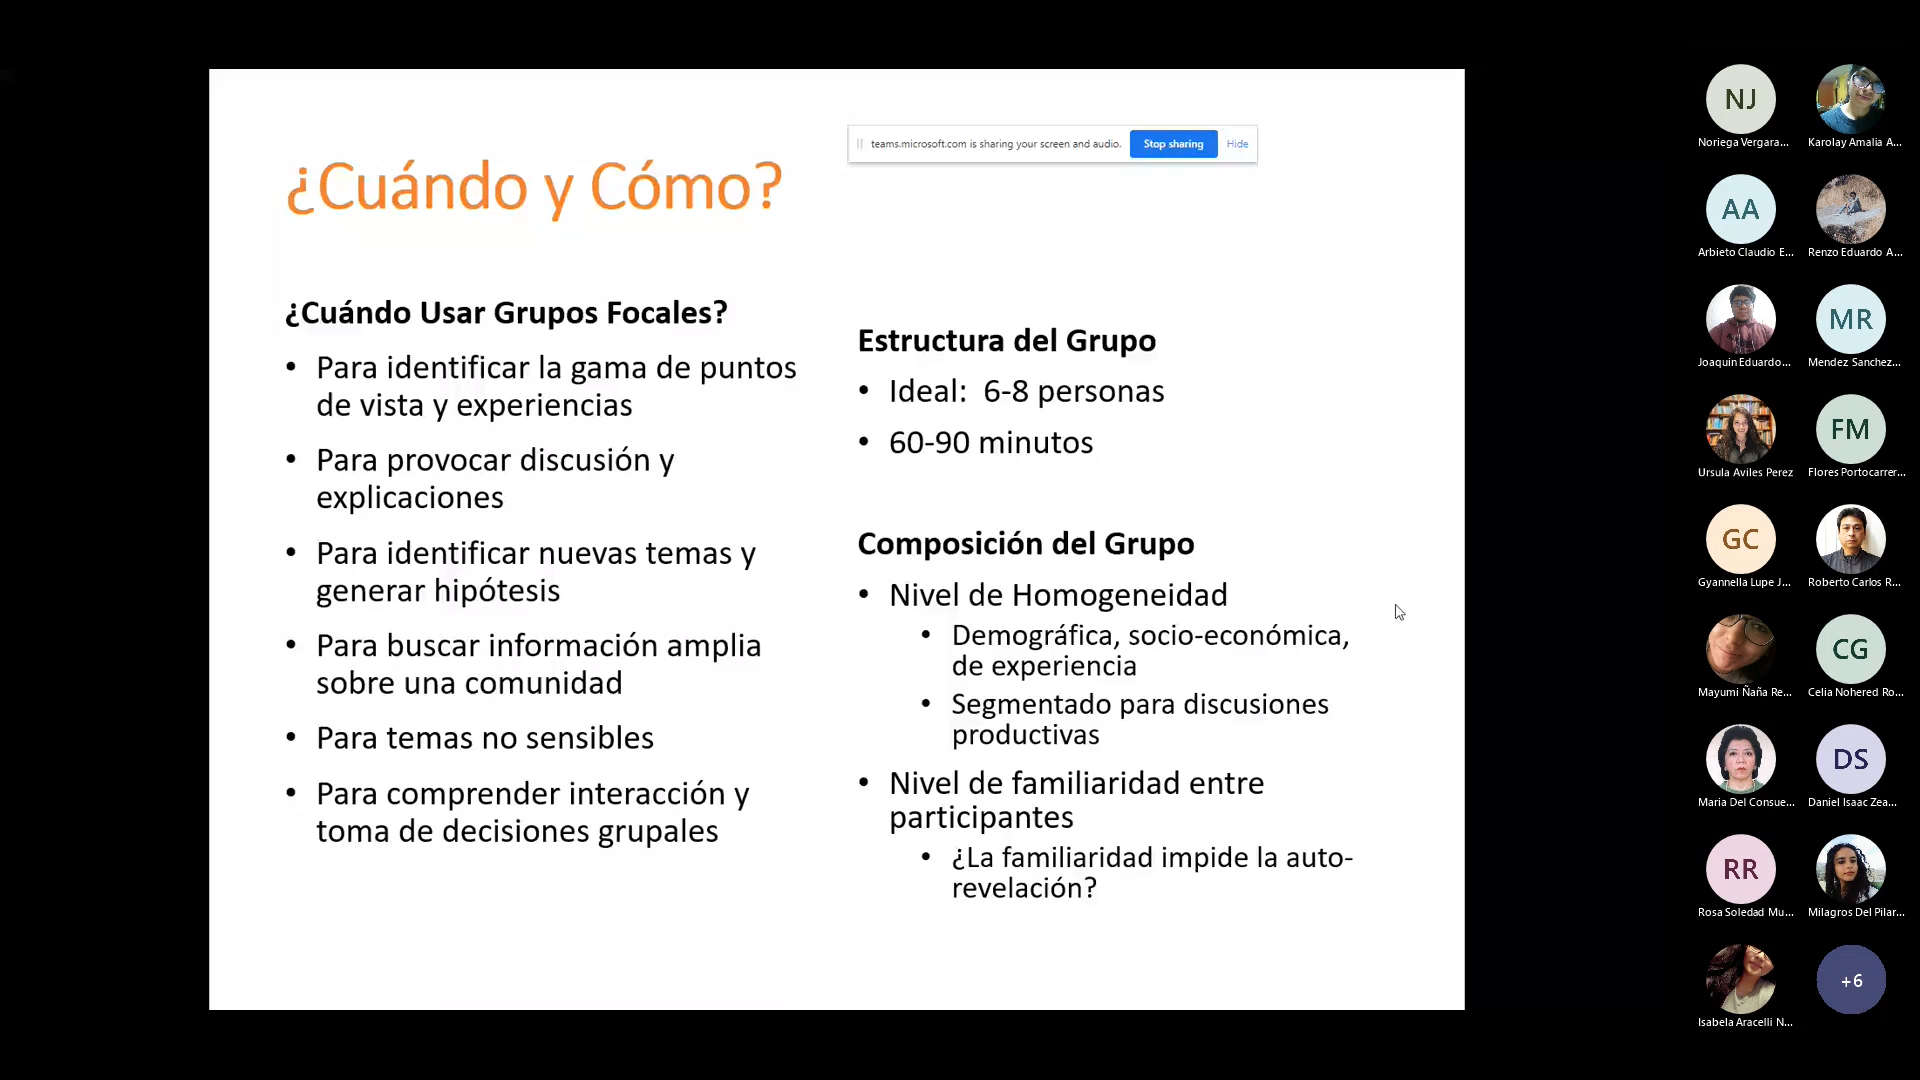 teams.microsoft.com is sharing your screen and audio.
Stop sharing
Hide
¿Cuándo y Cómo?
¿Cuándo Usar Grupos Focales?
• Para identificar la gama de puntos
de vista y experiencias
• Para provocar discusión y
explicaciones
• Para identificar nuevas temas y
generar hipótesis
• Para buscar información amplia
sobre una comunidad
• Para temas no sensibles
• Para comprender interacción y
toma de decisiones grupales
Estructura del Grupo
• Ideal: 6-8 personas
• 60-90 minutos
Composición del Grupo
• Nivel de Homogeneidad
• Demográfica, socio-económica,
de experiencia
• Segmentado para discusiones
productivas
• Nivel de familiaridad entre
participantes
• ¿La familiaridad impide la auto-
revelación?
NJ
Noriega Vergara...
Karolay Amalia A...
AA
Arbieto Claudio E...
Renzo Eduardo A...
Joaquin Eduardo...
MR
Mendez Sanchez...
Ursula Aviles Perez
FM
Flores Portocarrer...
GC
Gyannella Lupe J...
Roberto Carlos R...
Mayumi Ñaña Re...
CG
Celia Nohered Ro...
Maria Del Consue...
DS
Daniel Isaac Zea...
RR
Rosa Soledad Mu...
Milagros Del Pilar...
Isabela Aracelli N...
+6